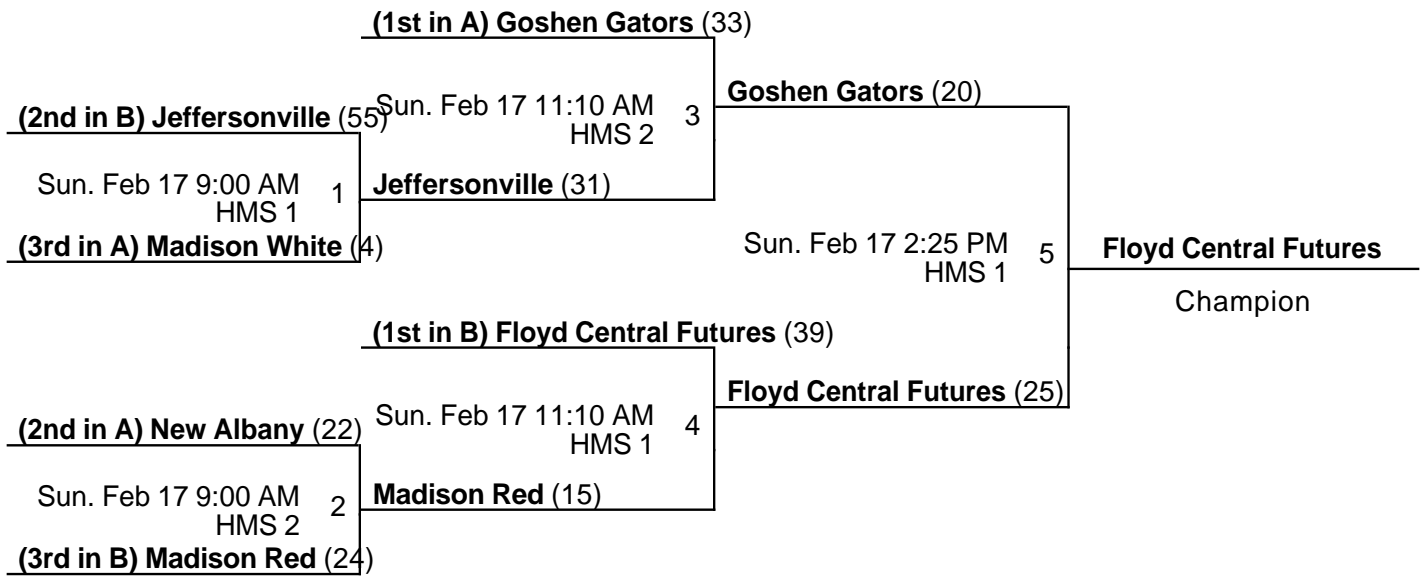 (1st in A) Goshen Gators (33)
Sun. Feb 17 11:10 AM 3
HMS 2
Goshen Gators (20)
(2nd in B) Jeffersonville (55)
Sun. Feb 17 9:00 AM 1
HMS 1
Jeffersonville (31)
(3rd in A) Madison White (4)
Sun. Feb 17 2:25 PM 5
HMS 1
Floyd Central Futures
Champion
(1st in B) Floyd Central Futures (39)
Floyd Central Futures (25)
Sun. Feb 17 11:10 AM 4
HMS 1
(2nd in A) New Albany (22)
Sun. Feb 17 9:00 AM 2
HMS 2
Madison Red (15)
(3rd in B) Madison Red (24)